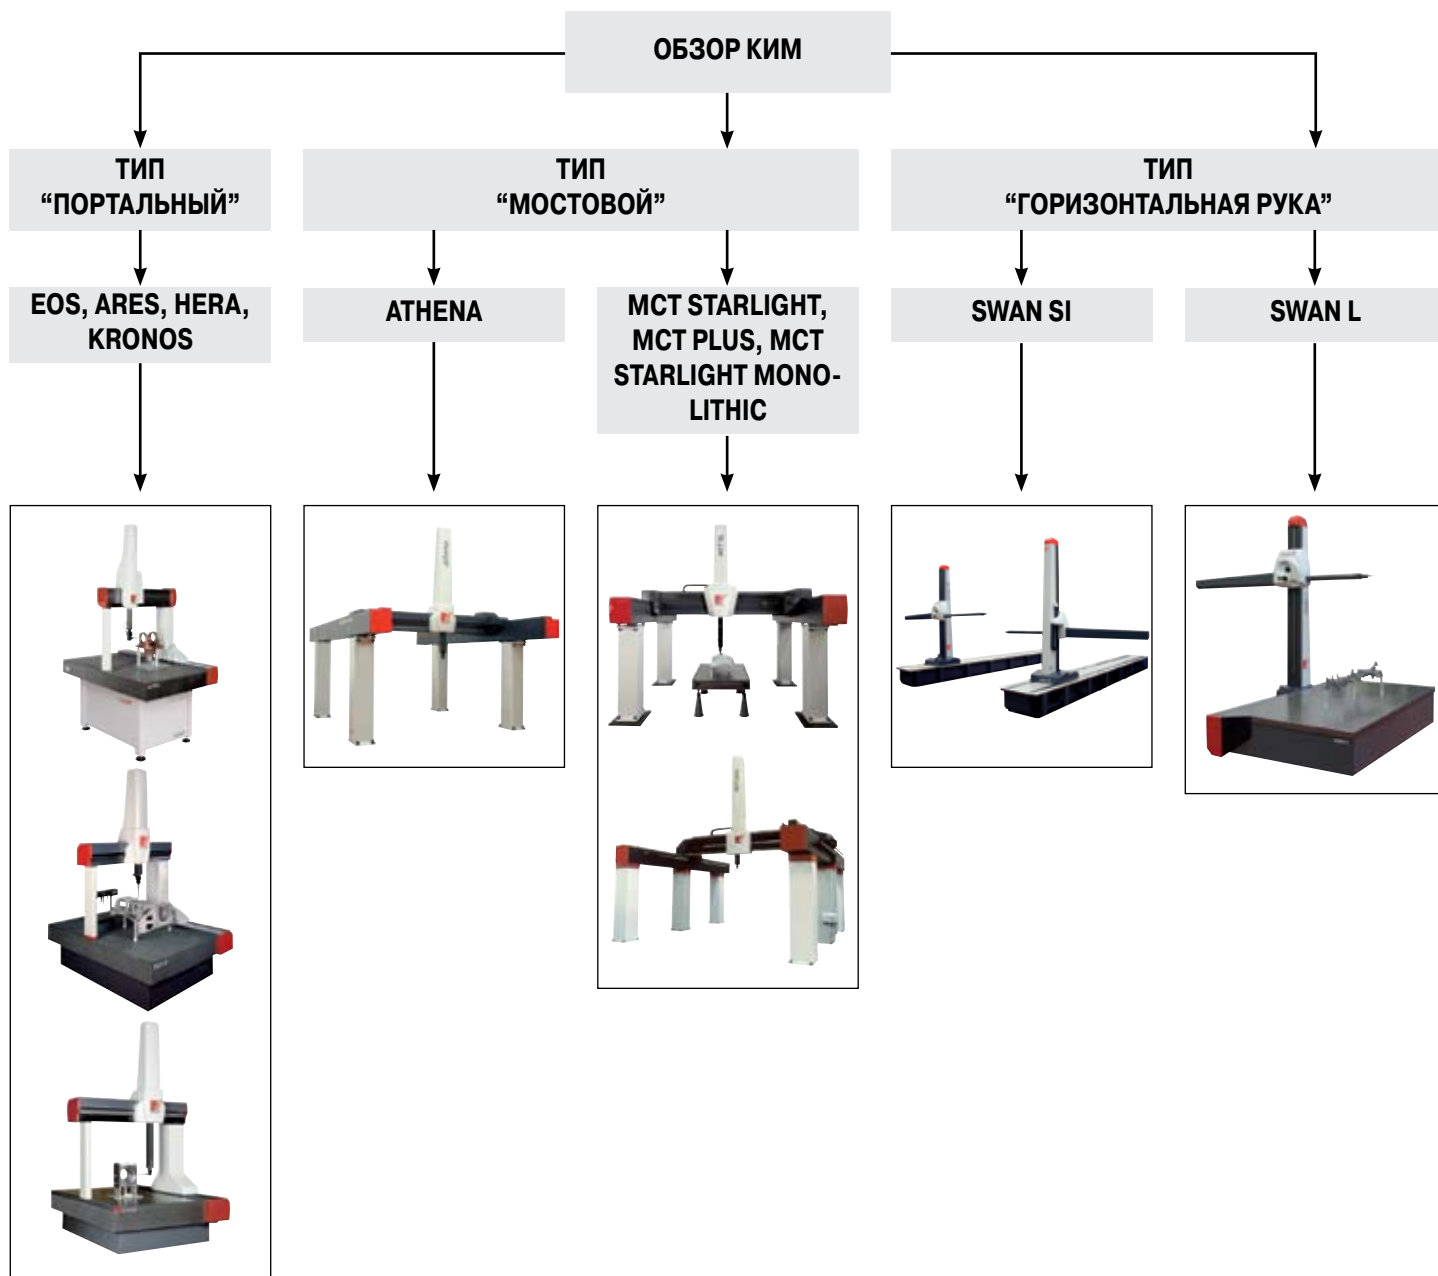 ОБЗОР КИМ
ТИП
“ПОРТАЛЬНЫЙ”
ТИП
“МОСТОВОЙ”
ТИП
“ГОРИЗОНТАЛЬНАЯ РУКА”
EOS, ARES, HERA,
KRONOS
ATHENA
MCT STARLIGHT,
MCT PLUS, MCT
STARLIGHT MONO-
LITHIC
SWAN SI
SWAN L